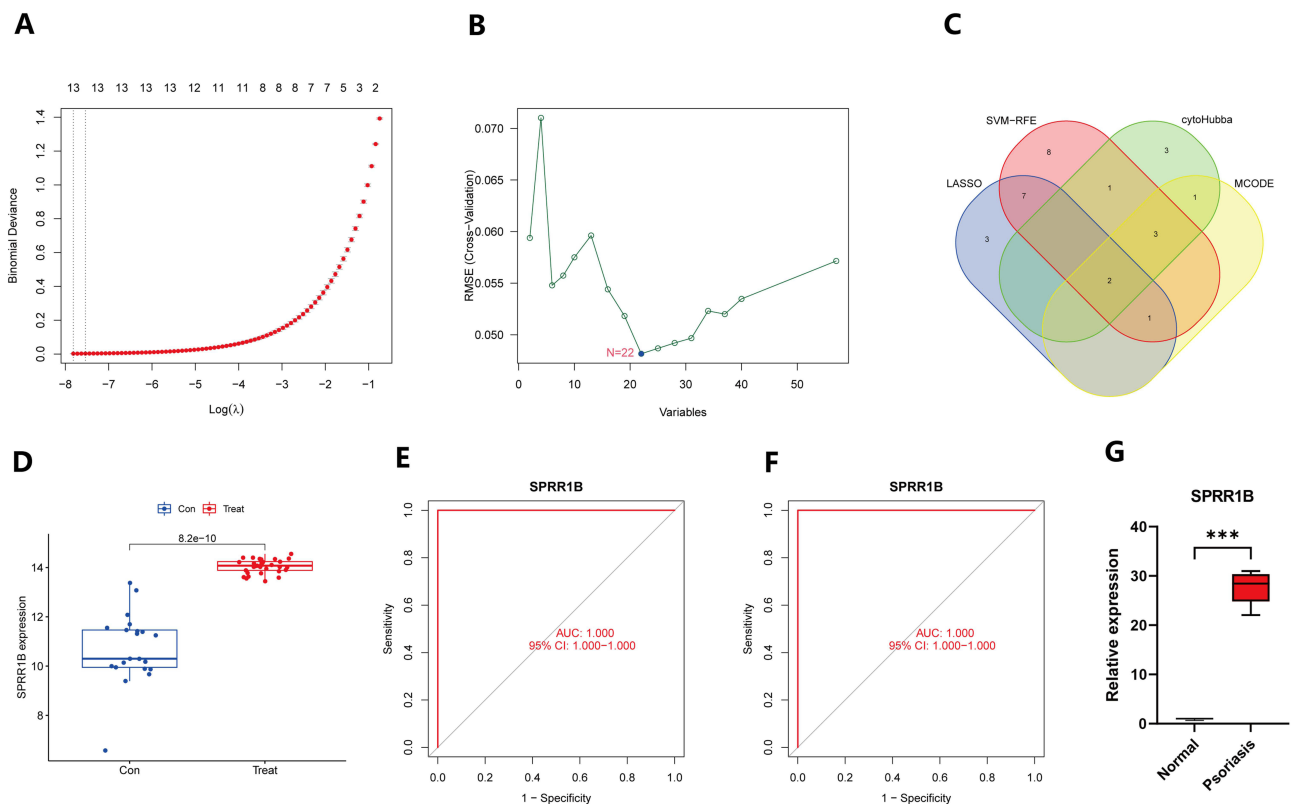 A
13 13 13 13 13 12 11 11 8 8 8 7 7 5 3 2
1.4
1.2
1.0
0.8
0.6
0.4
0.2
0.0
Binomial Deviance
−8 −7 −6 −5 −4 −3 −2 −1
Log(λ)
B
0.070
0.065
0.060
0.055
0.050
RMSE (Cross−Validation)
N=22
0 10 20 30 40 50
Variables
C
SVM−RFE
cytoHubba
LASSO
MCODE
8
3
7
1
1
3
3
2
1
D
Con Treat
8.2e−10
14
12
10
8
SPRR1B expression
Con Treat
E
SPRR1B
1.0
0.8
0.6
0.4
0.2
0.0
Sensitivity
AUC: 1.000
95% CI: 1.000−1.000
0.0 0.2 0.4 0.6 0.8 1.0
1 − Specificity
F
SPRR1B
1.0
0.8
0.6
0.4
0.2
0.0
Sensitivity
AUC: 1.000
95% CI: 1.000−1.000
0.0 0.2 0.4 0.6 0.8 1.0
1 − Specificity
G
SPRR1B
***
40
30
20
10
0
Relative expression
Normal
Psoriasis